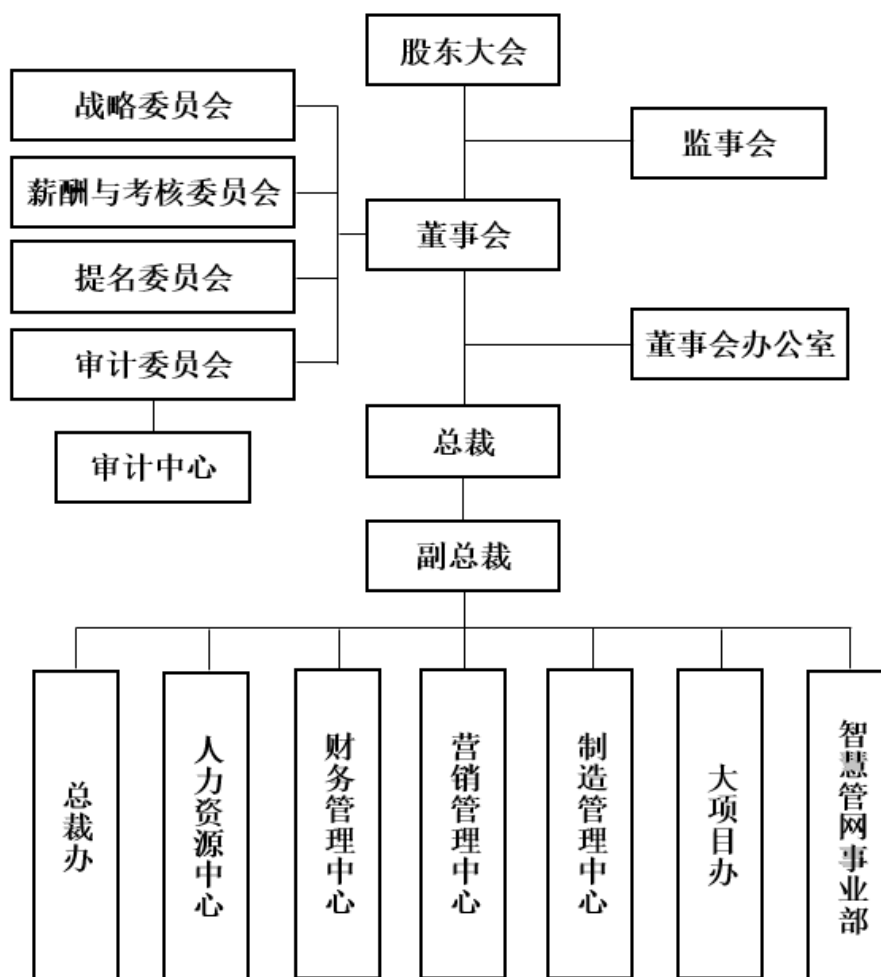 股东大会
战略委员会
监事会
薪酬与考核委员会
董事会
提名委员会
董事会办公室
审计委员会
总裁
审计中心
副总裁
总裁办
人力资源中心
财务管理中心
营销管理中心
制造管理中心
大项目办
智慧管网事业部